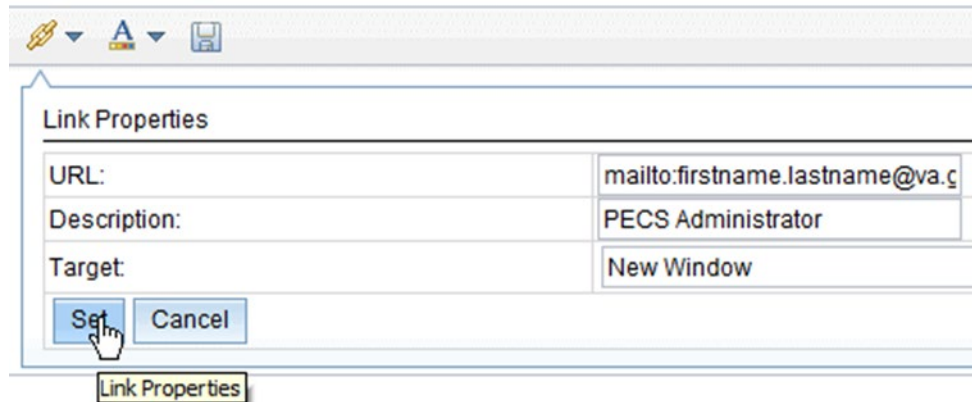 A
Link Properties
URL: mailto:firstname.lastname@va.g
Description: PECS Administrator
Target: New Window
Set Cancel
Link Properties